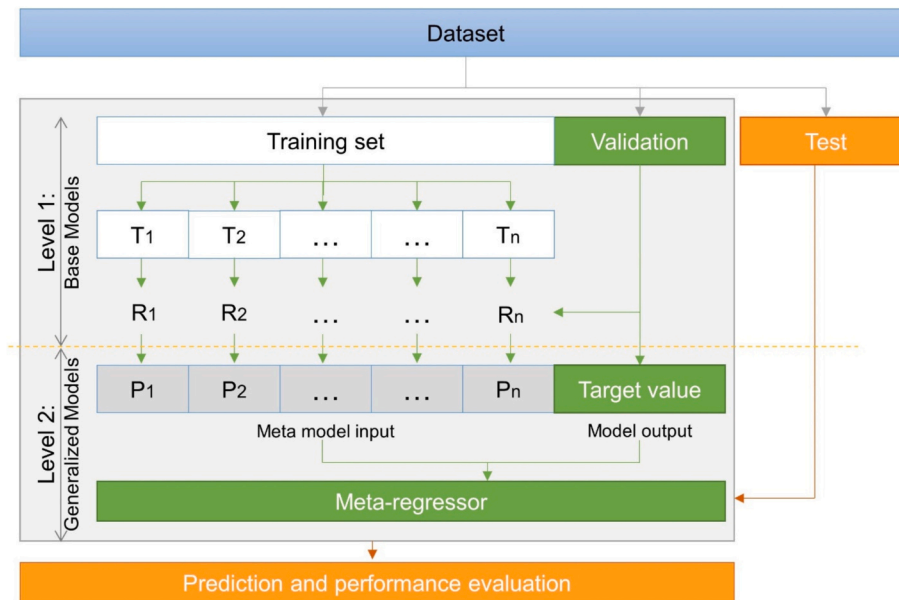 Dataset
Training set
Validation
Test
Level 1:
Base Models
T1
T2
...
...
Tn
R1
R2
...
...
Rn
Level 2:
Generalized Models
P1
P2
...
...
Pn
Target value
Meta model input
Model output
Meta-regressor
Prediction and performance evaluation